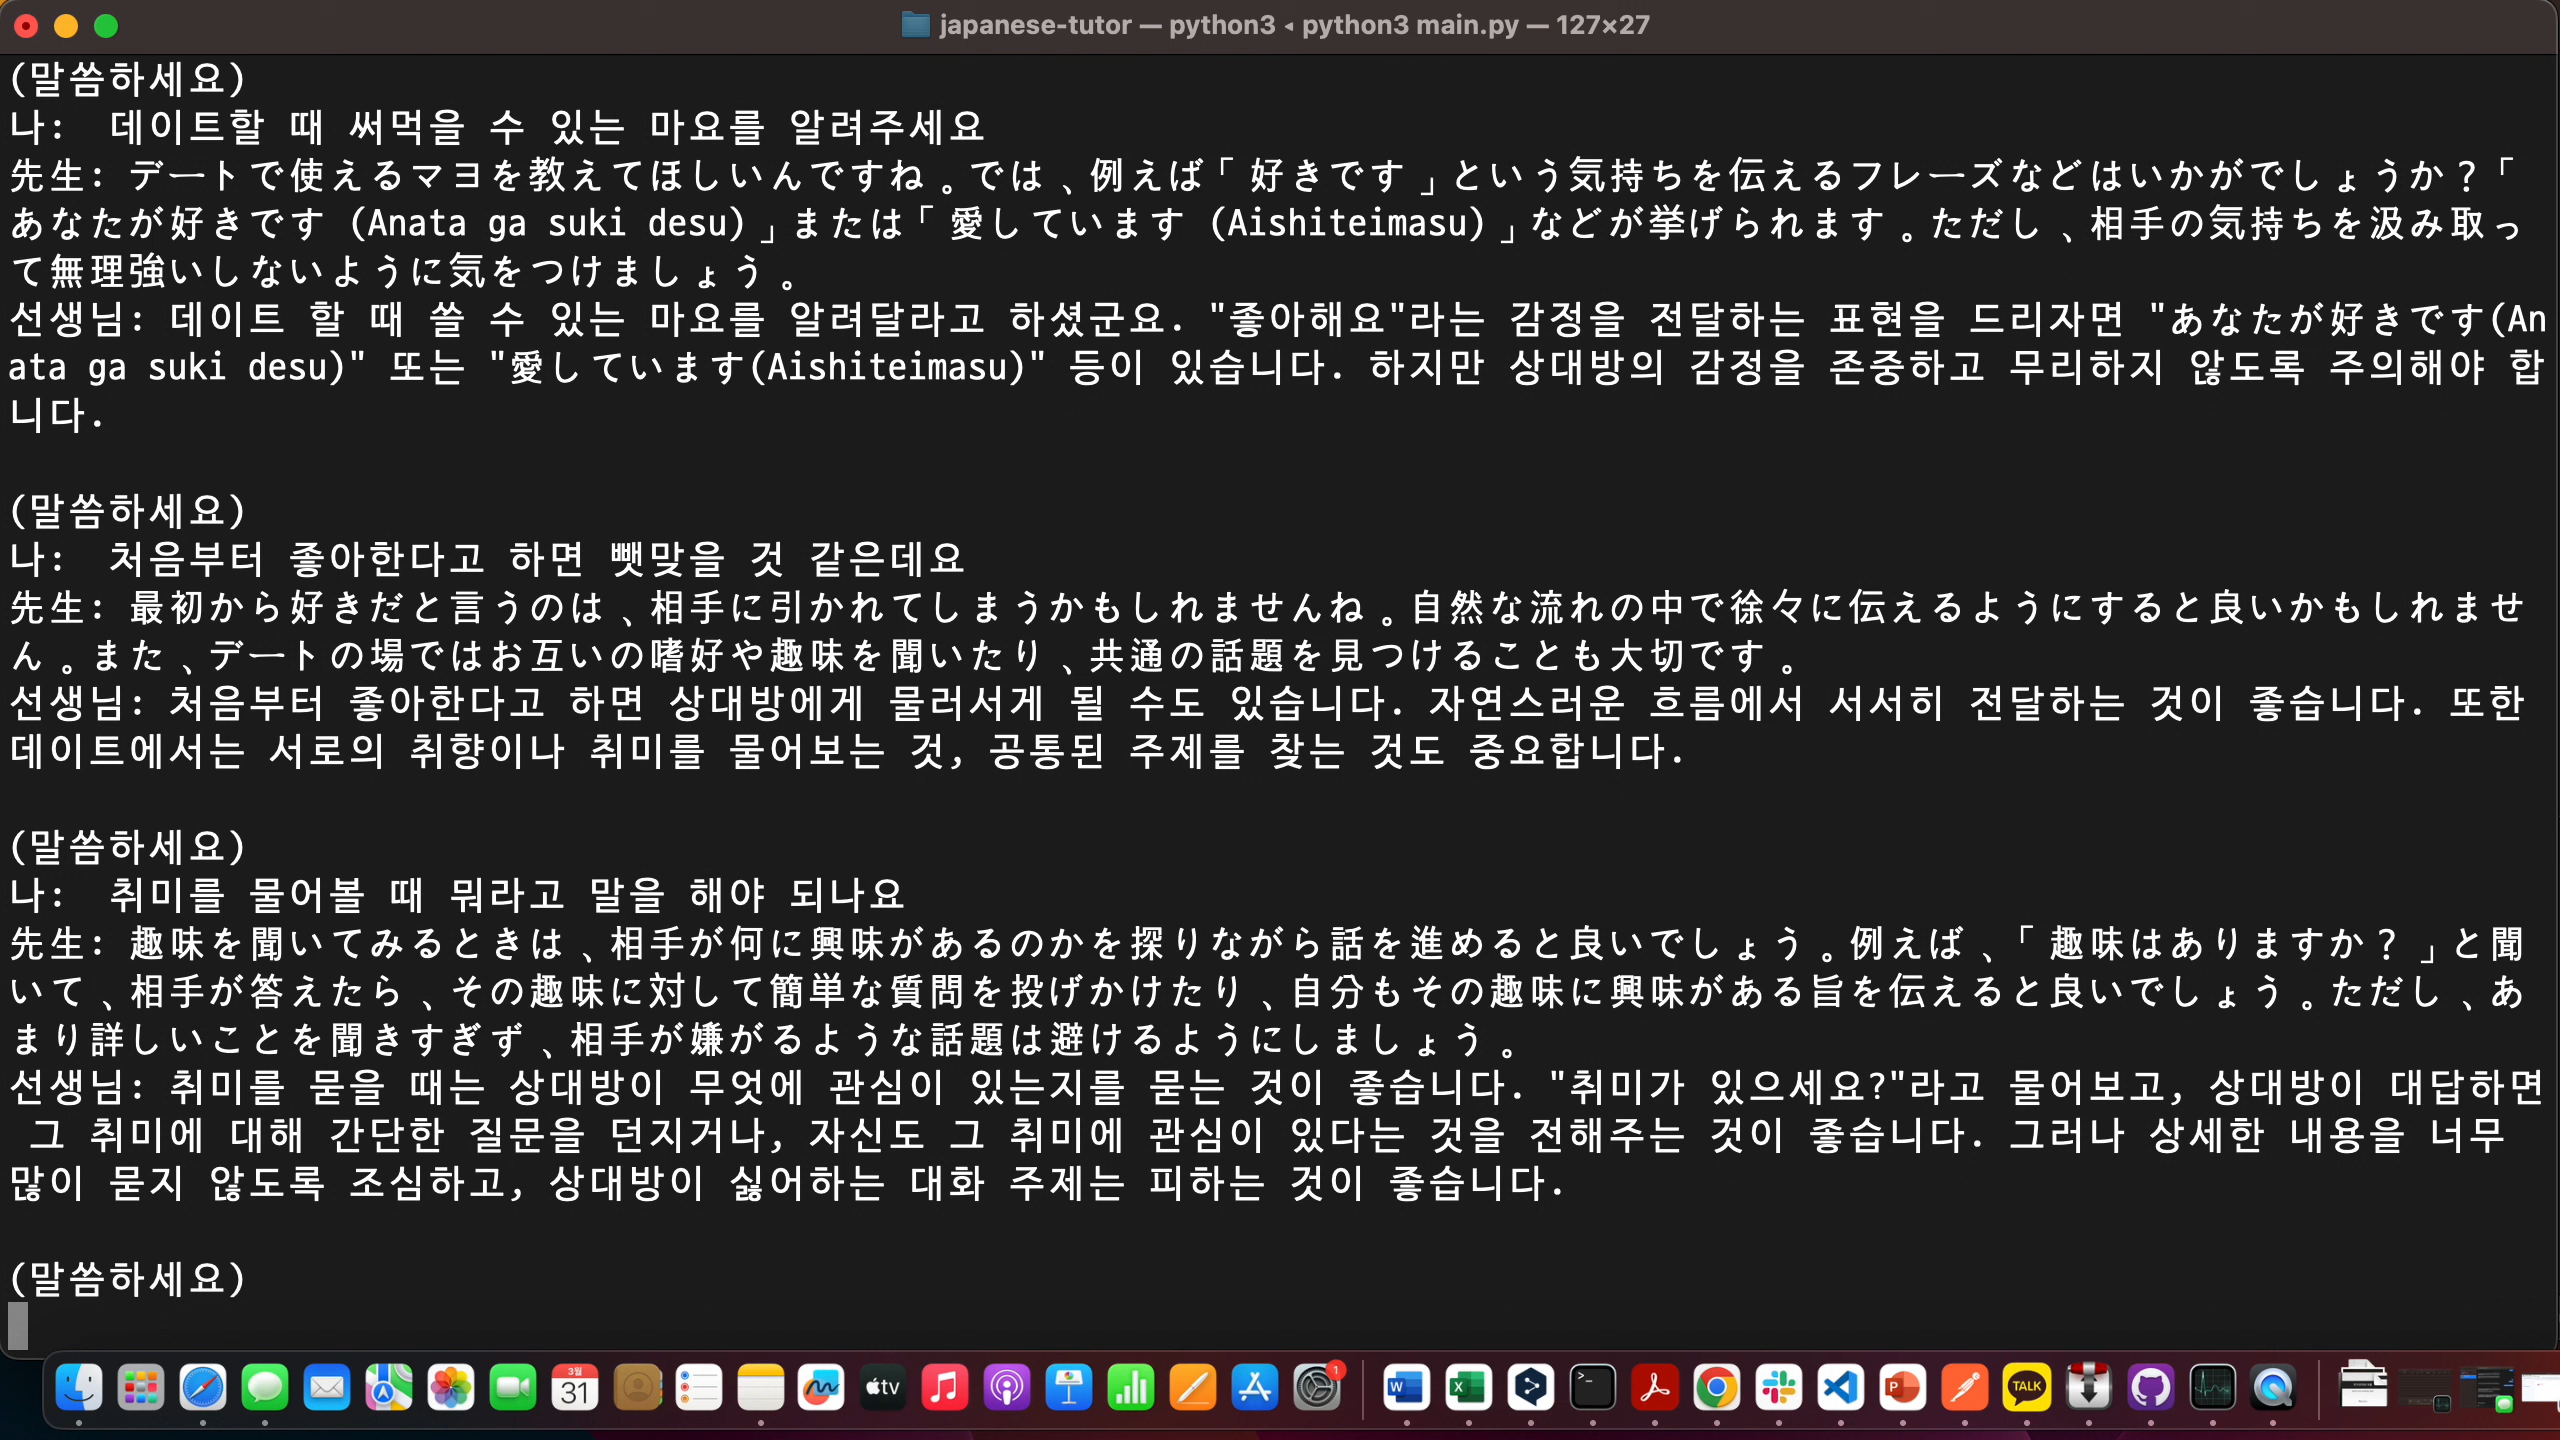 japanese-tutor — python3 ◂ python3 main.py — 127×27
(말씀하세요)
나:  데이트할 때 써먹을 수 있는 마요를 알려주세요
先生: デートで使えるマヨを教えてほしいんですね。では、例えば「好きです」という気持ちを伝えるフレーズなどはいかがでしょうか？「
あなたが好きです (Anata ga suki desu)」または「愛しています (Aishiteimasu)」などが挙げられます。ただし、相手の気持ちを汲み取っ
て無理強いしないように気をつけましょう。
선생님: 데이트 할 때 쓸 수 있는 마요를 알려달라고 하셨군요. "좋아해요"라는 감정을 전달하는 표현을 드리자면 "あなたが好きです(An
ata ga suki desu)" 또는 "愛しています(Aishiteimasu)" 등이 있습니다. 하지만 상대방의 감정을 존중하고 무리하지 않도록 주의해야 합
니다.
(말씀하세요)
나:  처음부터 좋아한다고 하면 뺏맞을 것 같은데요
先生: 最初から好きだと言うのは、相手に引かれてしまうかもしれませんね。自然な流れの中で徐々に伝えるようにすると良いかもしれませ
ん。また、デートの場ではお互いの嗜好や趣味を聞いたり、共通の話題を見つけることも大切です。
선생님: 처음부터 좋아한다고 하면 상대방에게 물러서게 될 수도 있습니다. 자연스러운 흐름에서 서서히 전달하는 것이 좋습니다. 또한
데이트에서는 서로의 취향이나 취미를 물어보는 것, 공통된 주제를 찾는 것도 중요합니다.
(말씀하세요)
나:  취미를 물어볼 때 뭐라고 말을 해야 되나요
先生: 趣味を聞いてみるときは、相手が何に興味があるのかを探りながら話を進めると良いでしょう。例えば、「趣味はありますか？」と聞
いて、相手が答えたら、その趣味に対して簡単な質問を投げかけたり、自分もその趣味に興味がある旨を伝えると良いでしょう。ただし、あ
まり詳しいことを聞きすぎず、相手が嫌がるような話題は避けるようにしましょう。
선생님: 취미를 묻을 때는 상대방이 무엇에 관심이 있는지를 묻는 것이 좋습니다. "취미가 있으세요?"라고 물어보고, 상대방이 대답하면
그 취미에 대해 간단한 질문을 던지거나, 자신도 그 취미에 관심이 있다는 것을 전해주는 것이 좋습니다. 그러나 상세한 내용을 너무
많이 묻지 않도록 조심하고, 상대방이 싫어하는 대화 주제는 피하는 것이 좋습니다.
(말씀하세요)
3월
31
tv
1
W
X
>_
P
TALK